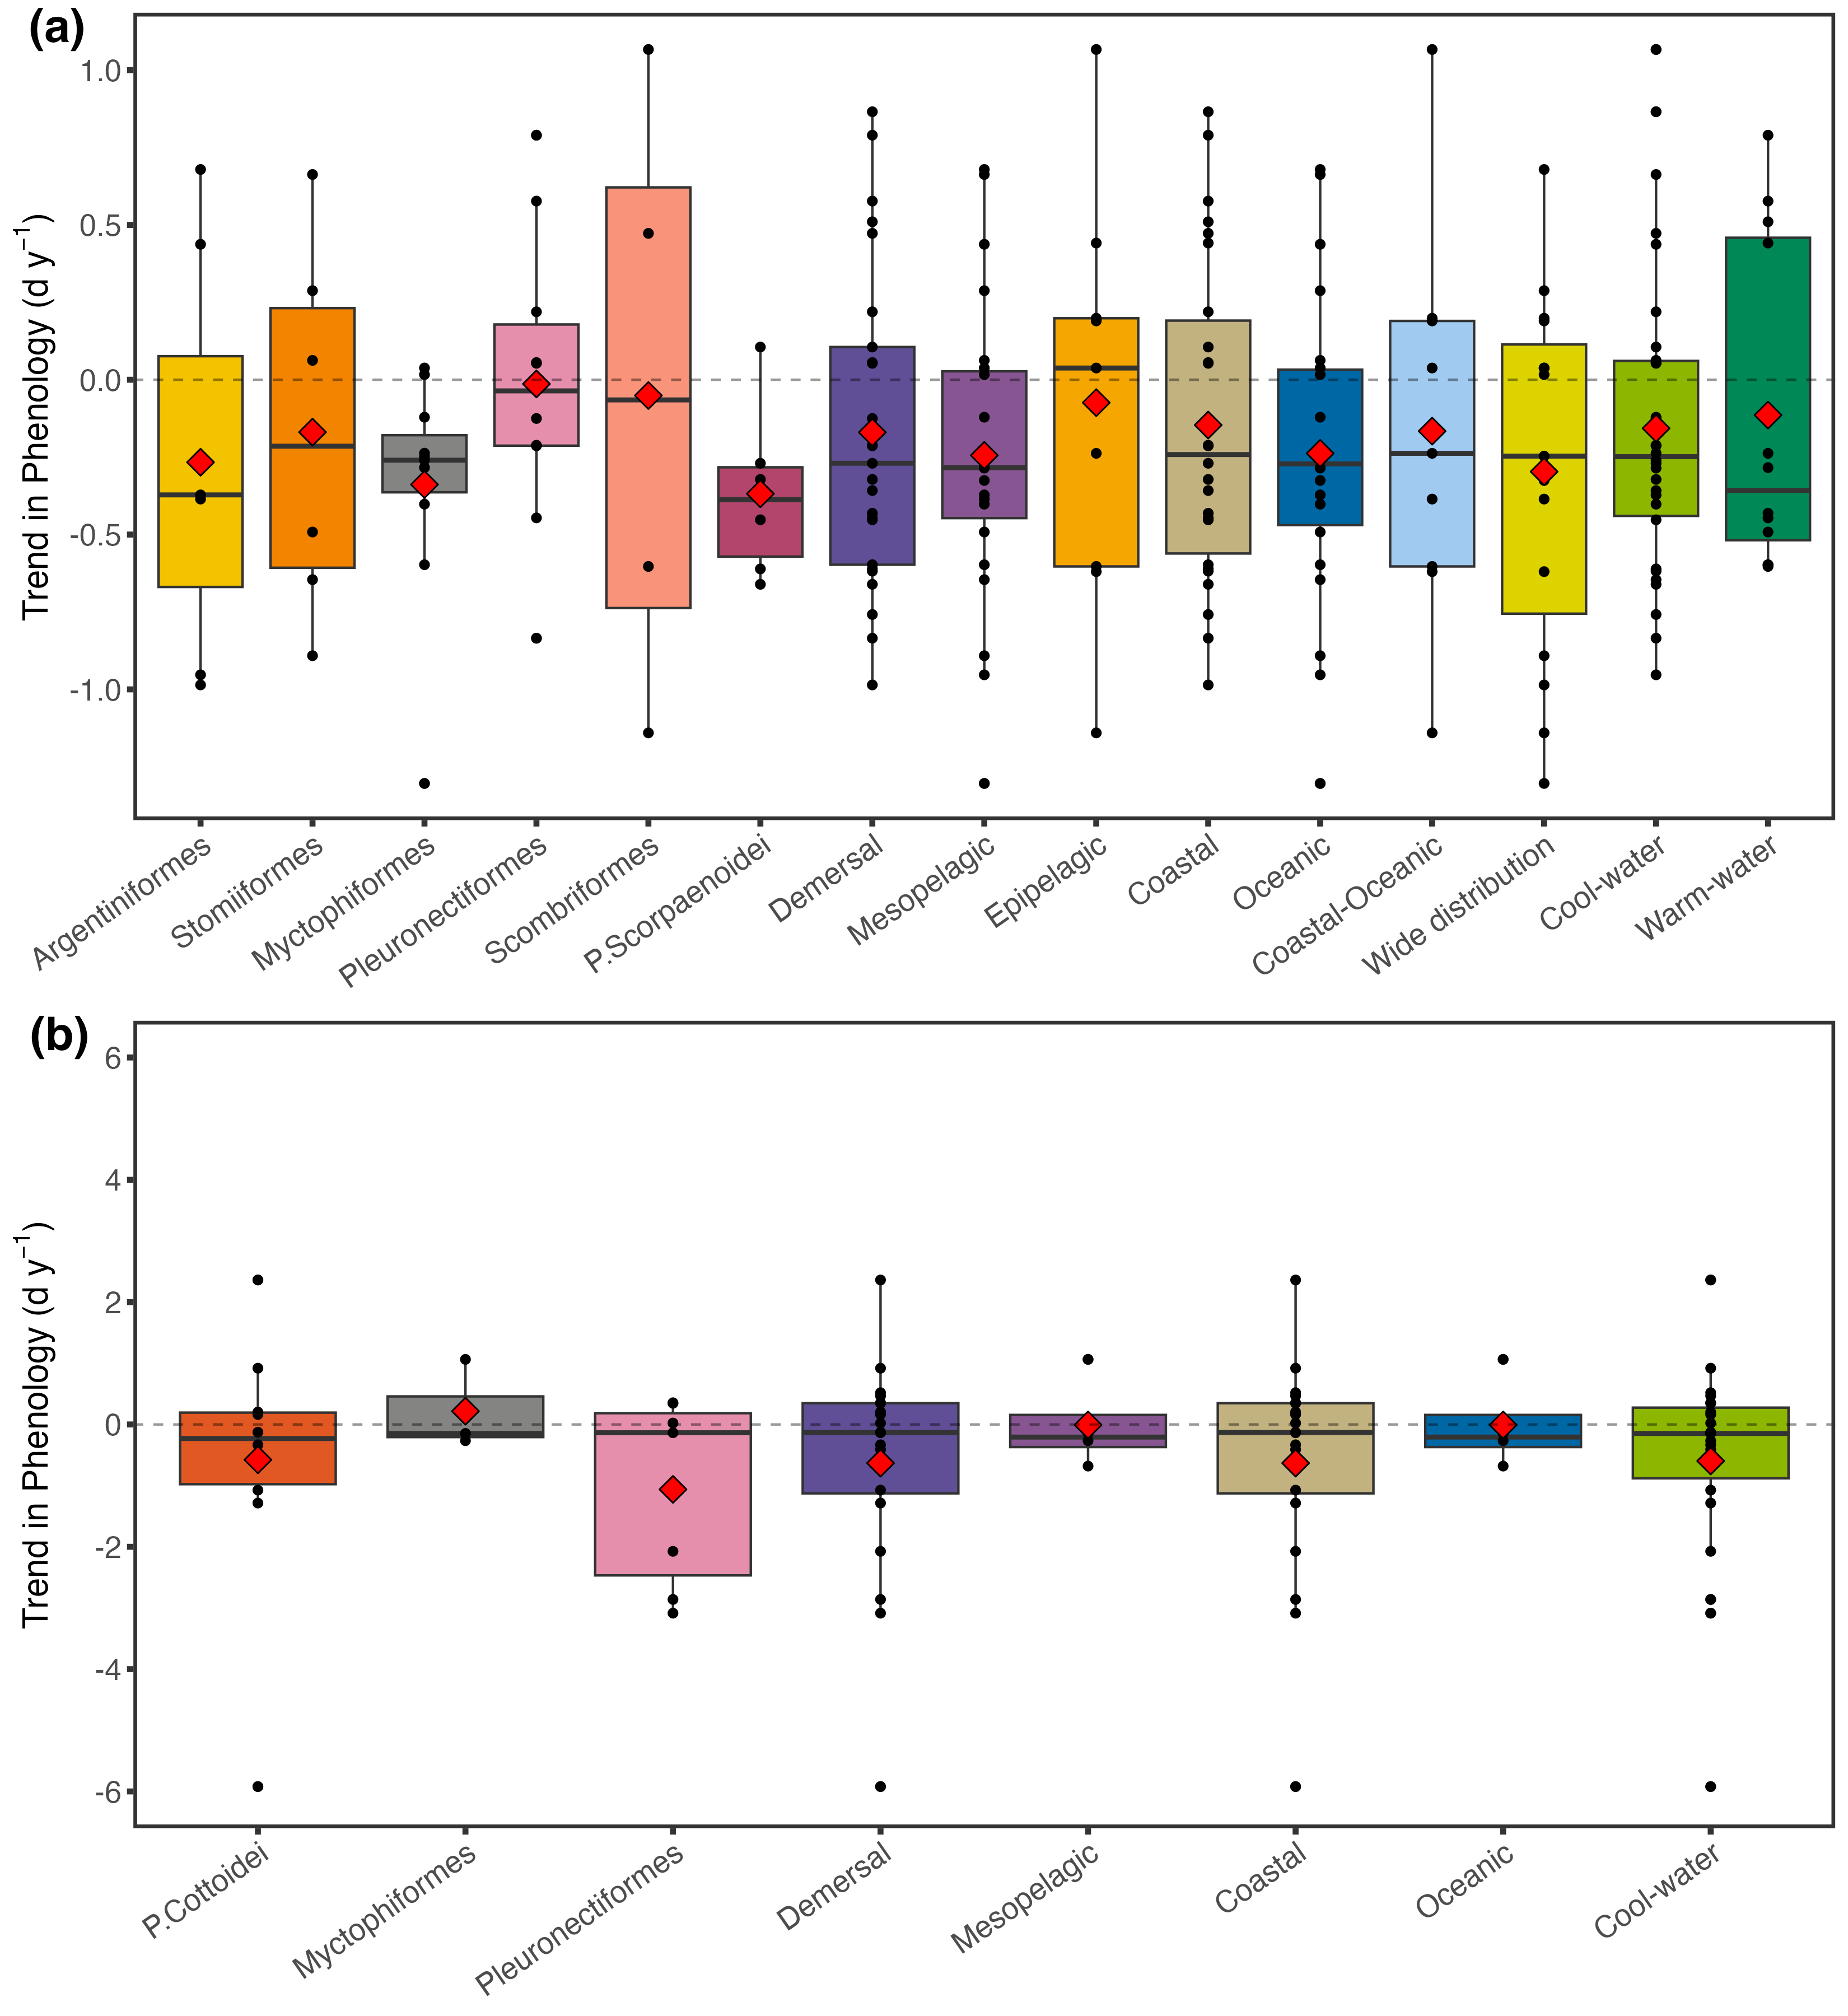 (a)
Trend in Phenology (d y⁻¹)
1.0
0.5
0.0
-0.5
-1.0
Argentiniformes
Stomiiformes
Myctophiformes
Pleuronectiformes
Scombriformes
P.Scorpaenoidei
Demersal
Mesopelagic
Epipelagic
Coastal
Oceanic
Coastal-Oceanic
Wide distribution
Cool-water
Warm-water
(b)
Trend in Phenology (d y⁻¹)
6
4
2
0
-2
-4
-6
P.Cottoidei
Myctophiformes
Pleuronectiformes
Demersal
Mesopelagic
Coastal
Oceanic
Cool-water